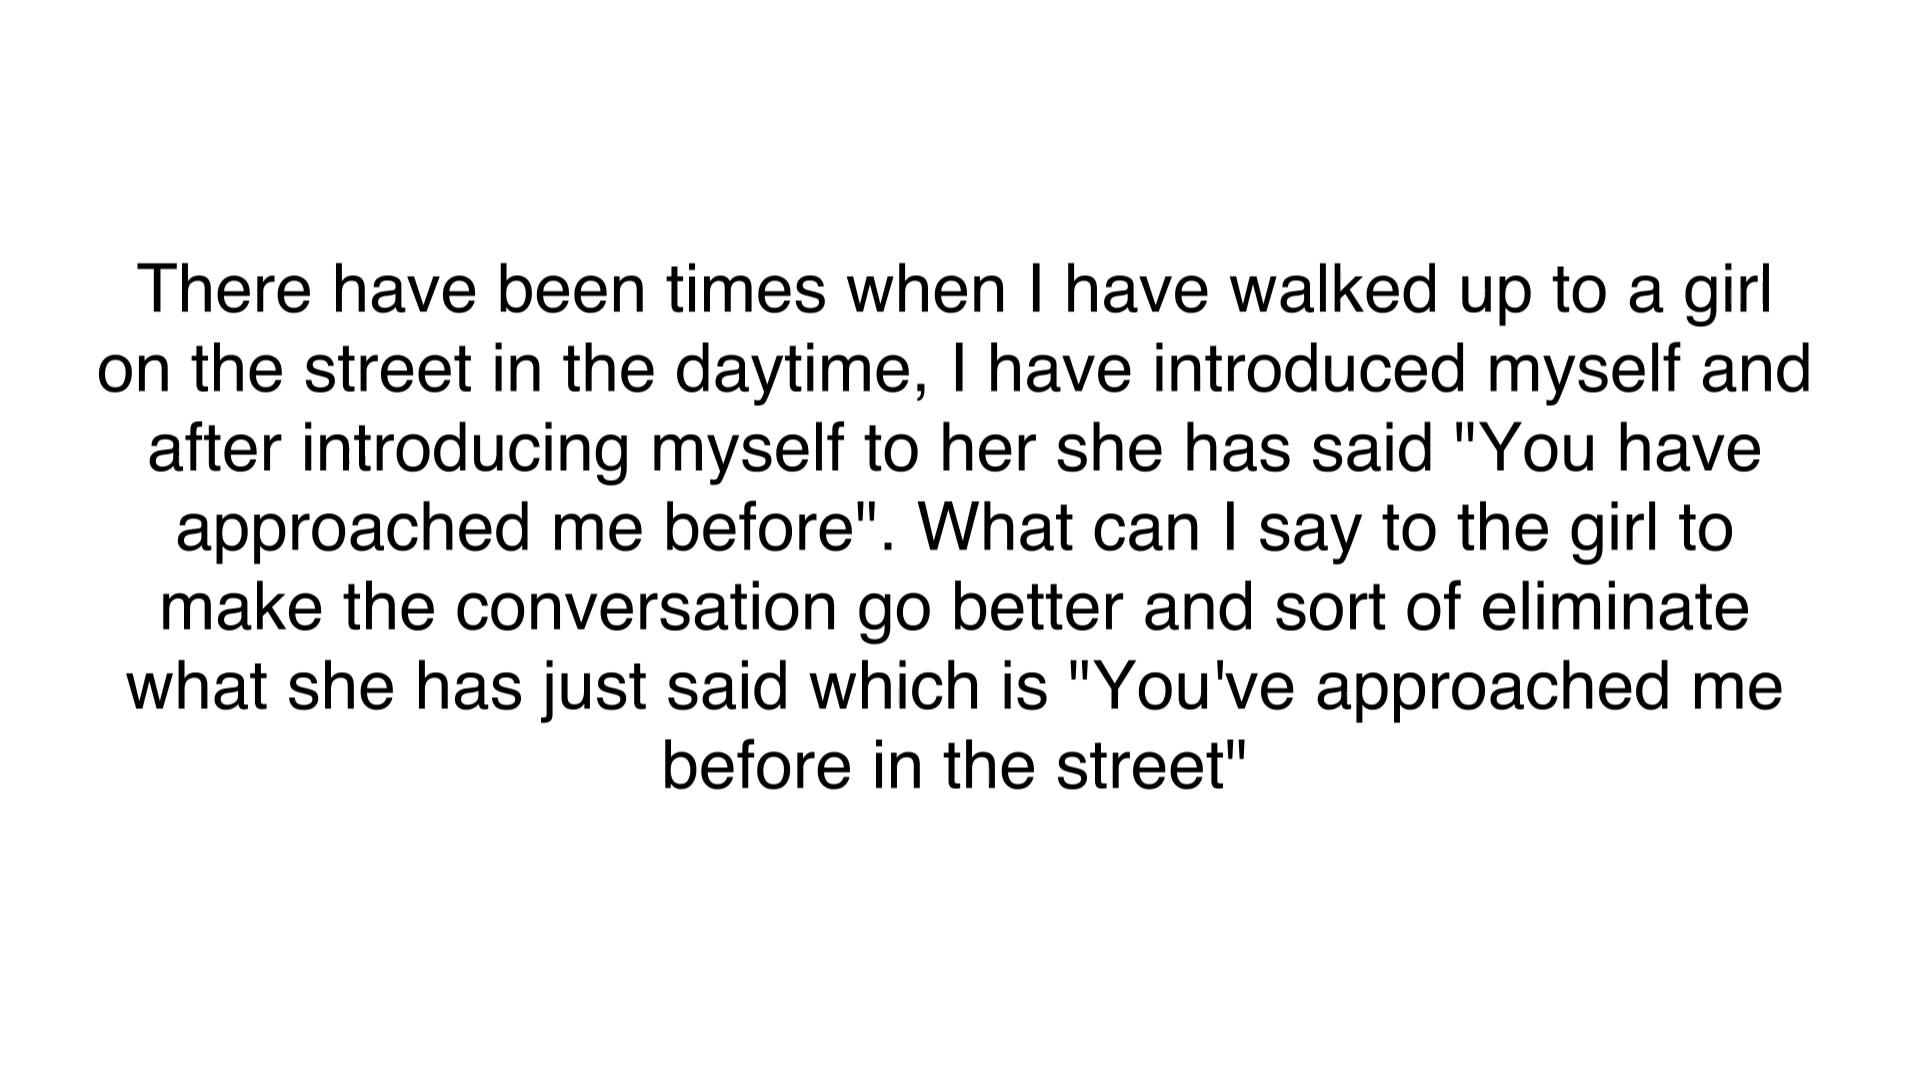 There have been times when I have walked up to a girl
on the street in the daytime, I have introduced myself and
after introducing myself to her she has said "You have
approached me before". What can I say to the girl to
make the conversation go better and sort of eliminate
what she has just said which is "You've approached me
before in the street"